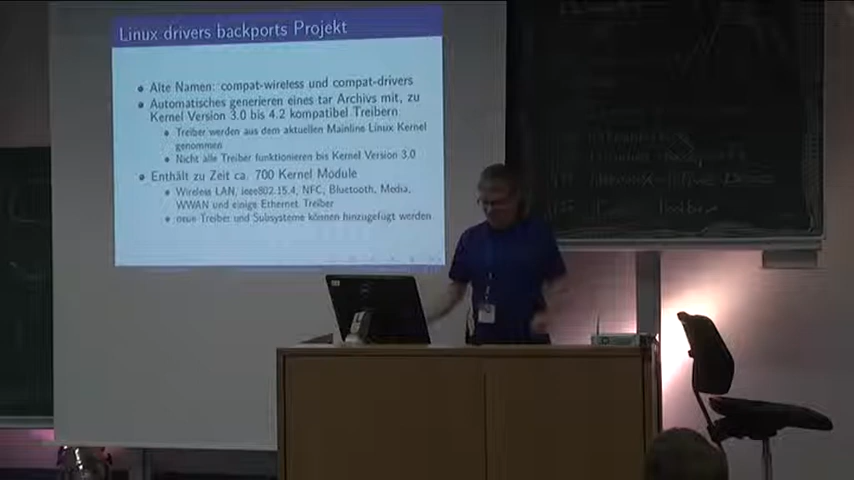 Linux drivers backports Projekt
Alte Namen: compat-wireless und compat-drivers
Automatisches generieren eines tar Archivs mit, zu
Kernel Version 3.0 bis 4.2 kompatibel Treibern
Treiber werden aus dem aktuellen Mainline Linux Kernel
genommen
Nicht alle Treiber funktionieren bis Kernel Version 3.0
Enthält zu Zeit ca. 700 Kernel Module
Wireless LAN, ieee802.15.4, NFC, Bluetooth, Media,
WWAN und einige Ethernet Treiber
neue Treiber und Subsysteme können hinzugefügt werden